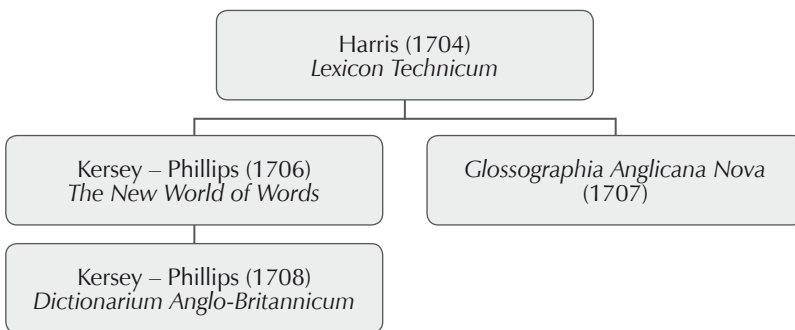 Harris (1704)
Lexicon Technicum
Kersey – Phillips (1706)
The New World of Words
Glossographia Anglicana Nova
(1707)
Kersey – Phillips (1708)
Dictionarium Anglo-Britannicum